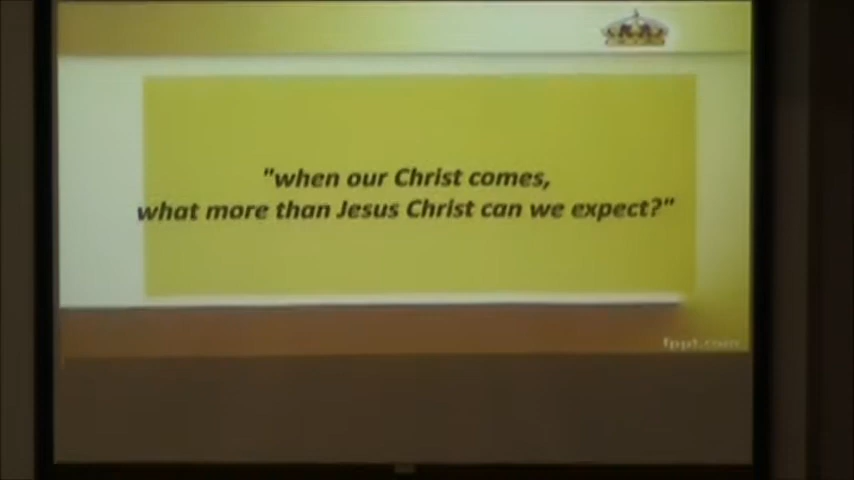 "when our Christ comes,
what more than Jesus Christ can we expect?"
fppt.com